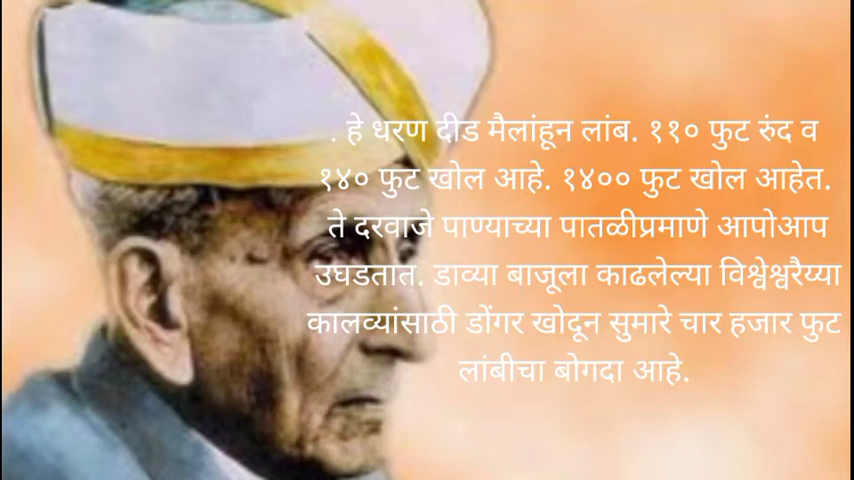 . हे धरण दीड मैलांहून लांब. ११० फुट रुंद व
१४० फुट खोल आहे. १४०० फुट खोल आहेत.
ते दरवाजे पाण्याच्या पातळीप्रमाणे आपोआप
उघडतात. डाव्या बाजूला काढलेल्या विश्वेश्वरैय्या
कालव्यांसाठी डोंगर खोदून सुमारे चार हजार फुट
लांबीचा बोगदा आहे.